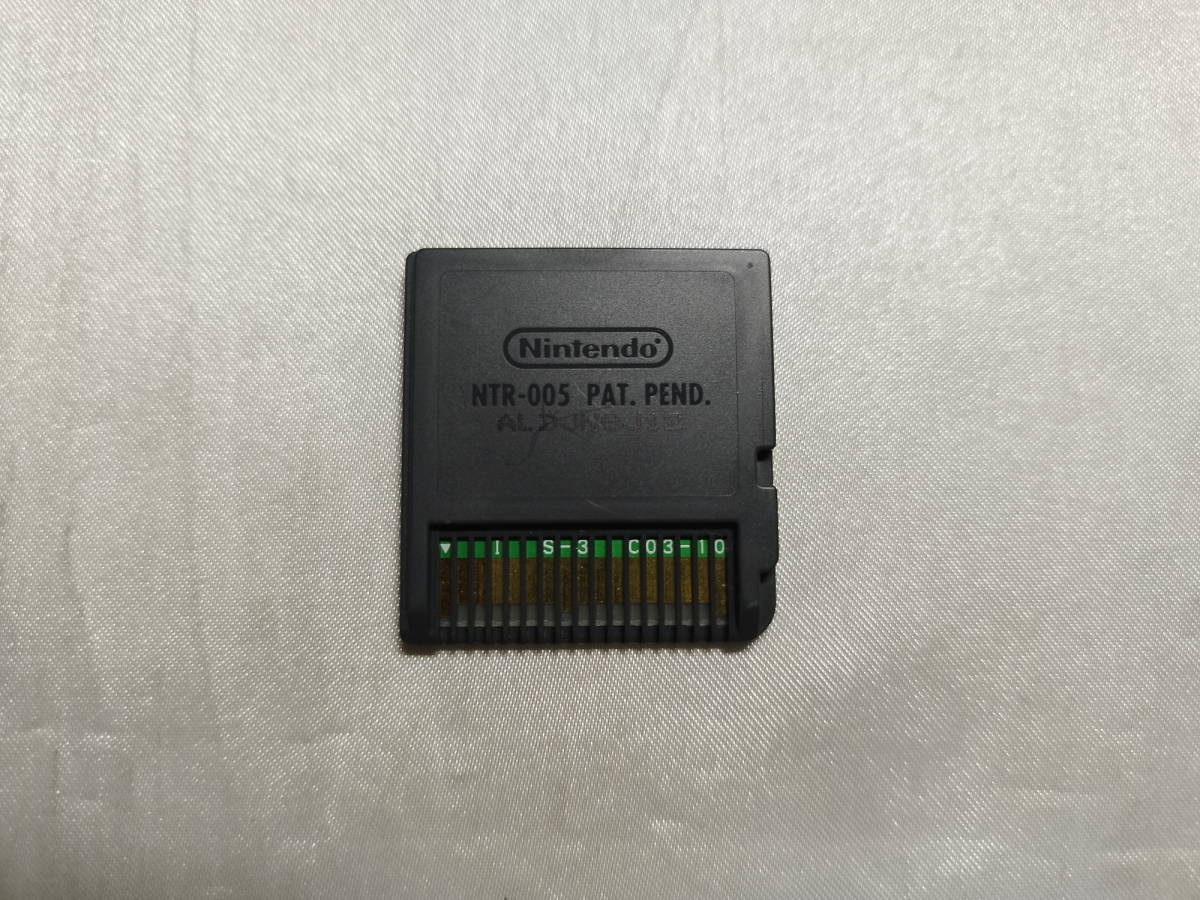 Nintendo
NTR-005 PAT. PEND.
▼ I S-3 C03-10